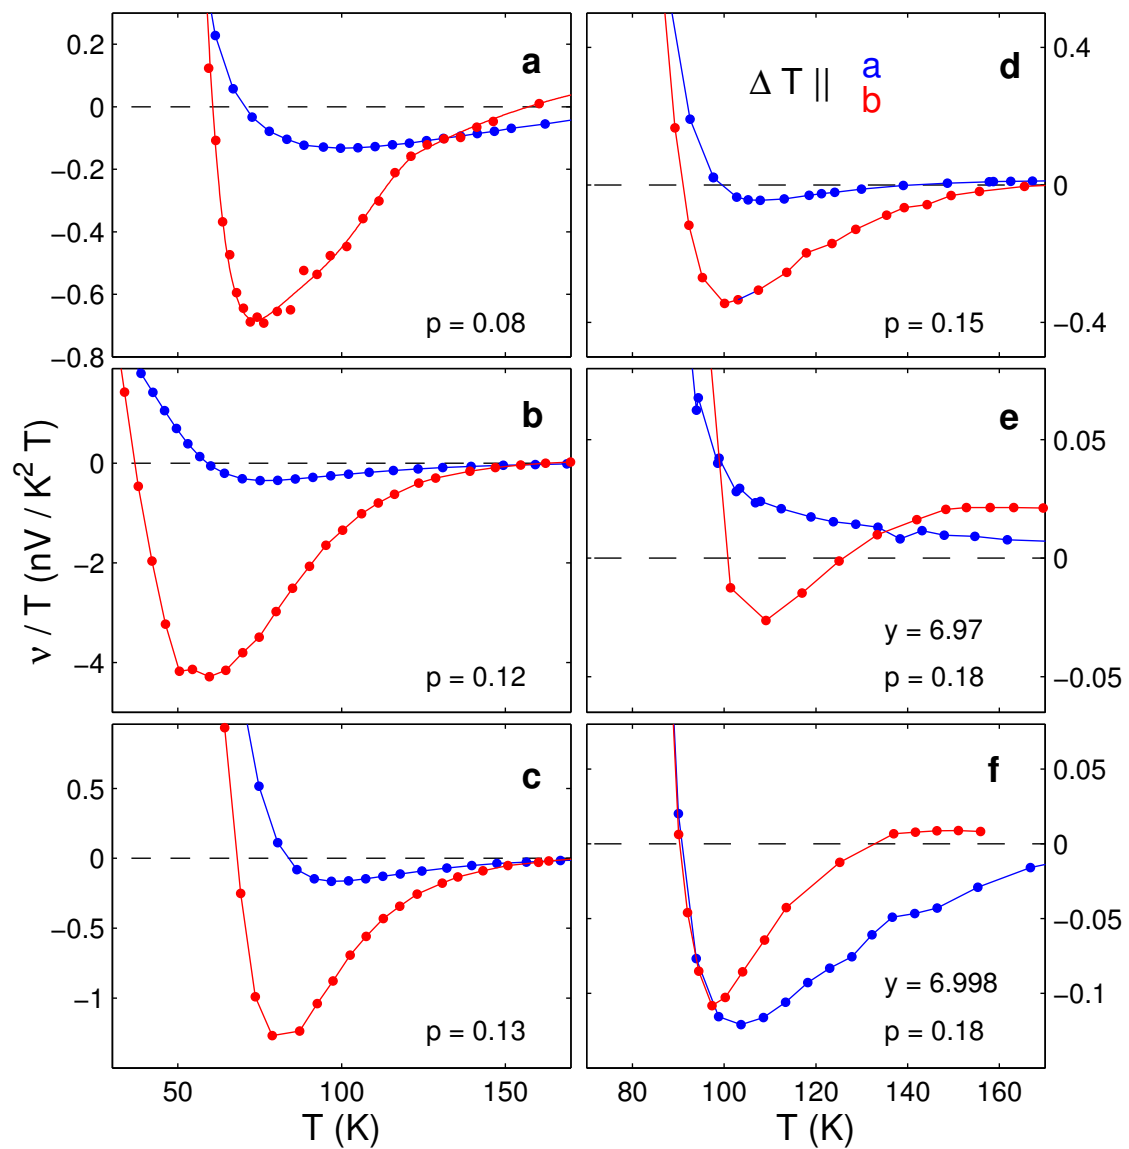 0.2
0
−0.2
−0.4
−0.6
−0.8
a
p = 0.08
ΔT || a
b
d
0.4
0
−0.4
p = 0.15
ν / T (nV / K² T)
0
−2
−4
b
p = 0.12
e
0.05
0
−0.05
y = 6.97
p = 0.18
0.5
0
−0.5
−1
c
p = 0.13
50 100 150
T (K)
f
0.05
0
−0.05
−0.1
y = 6.998
p = 0.18
80 100 120 140 160
T (K)